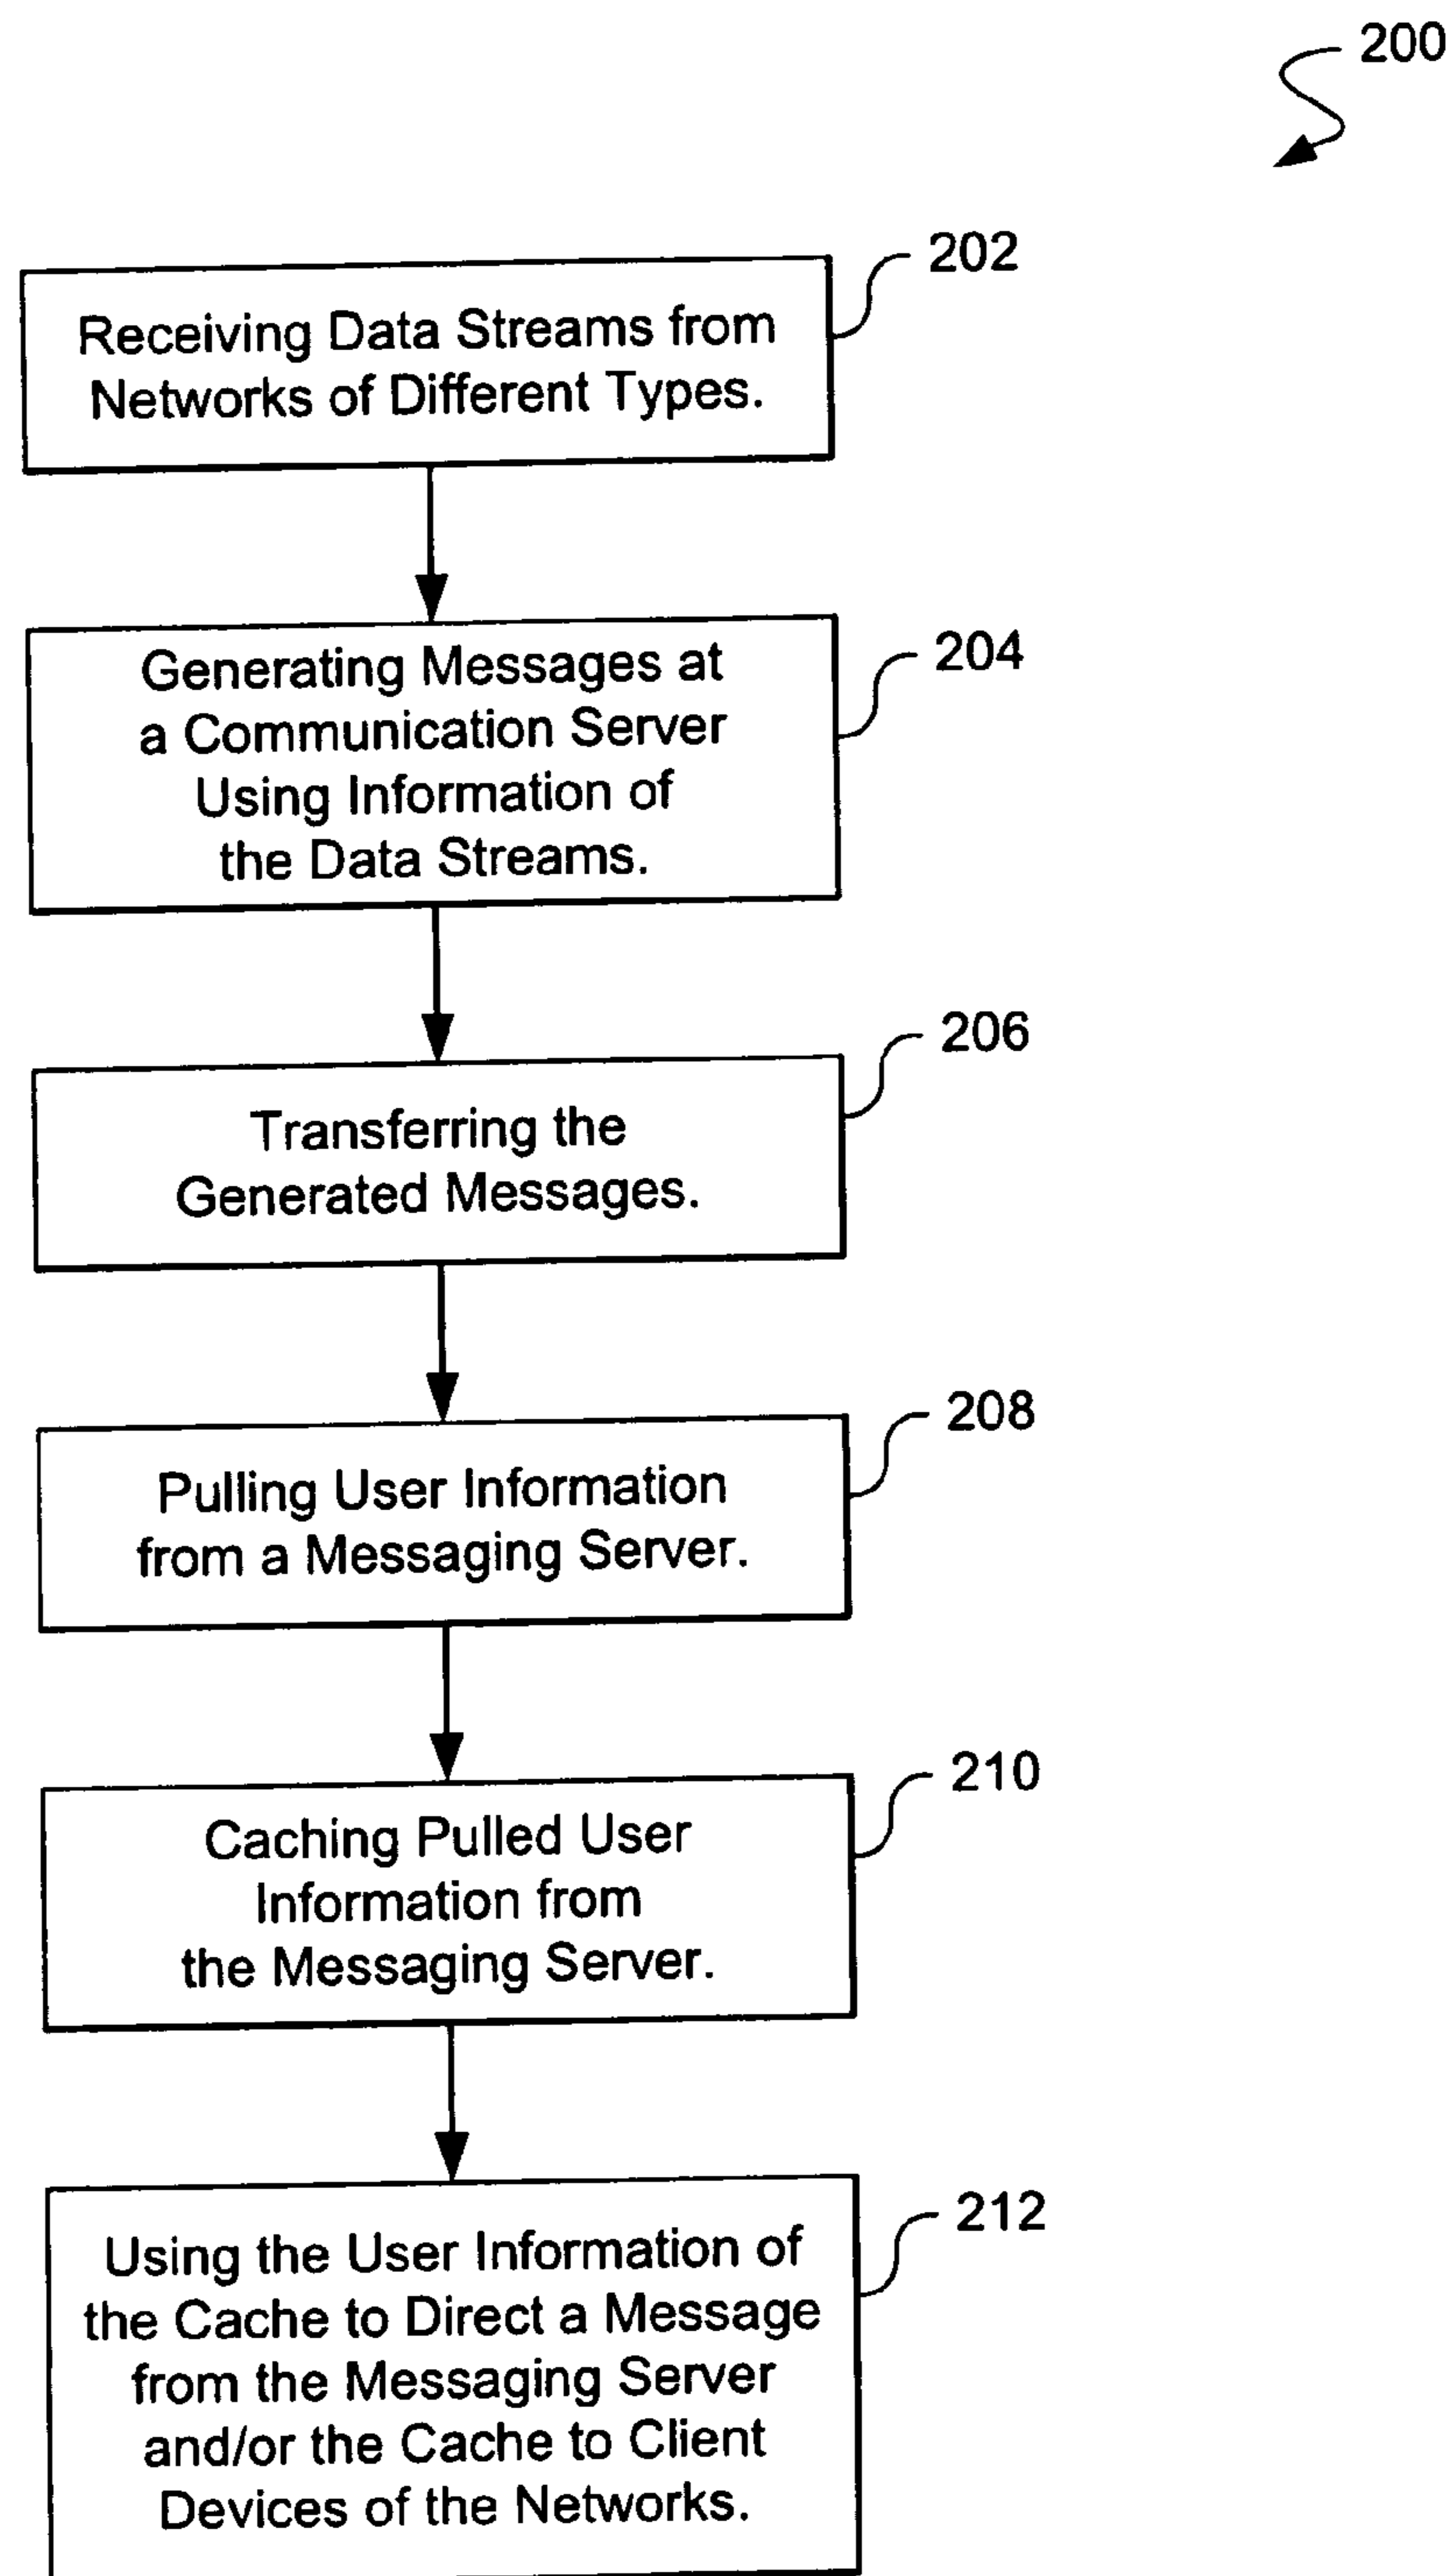 200
202
Receiving Data Streams from
Networks of Different Types.
204
Generating Messages at
a Communication Server
Using Information of
the Data Streams.
206
Transferring the
Generated Messages.
208
Pulling User Information
from a Messaging Server.
210
Caching Pulled User
Information from
the Messaging Server.
212
Using the User Information of
the Cache to Direct a Message
from the Messaging Server
and/or the Cache to Client
Devices of the Networks.